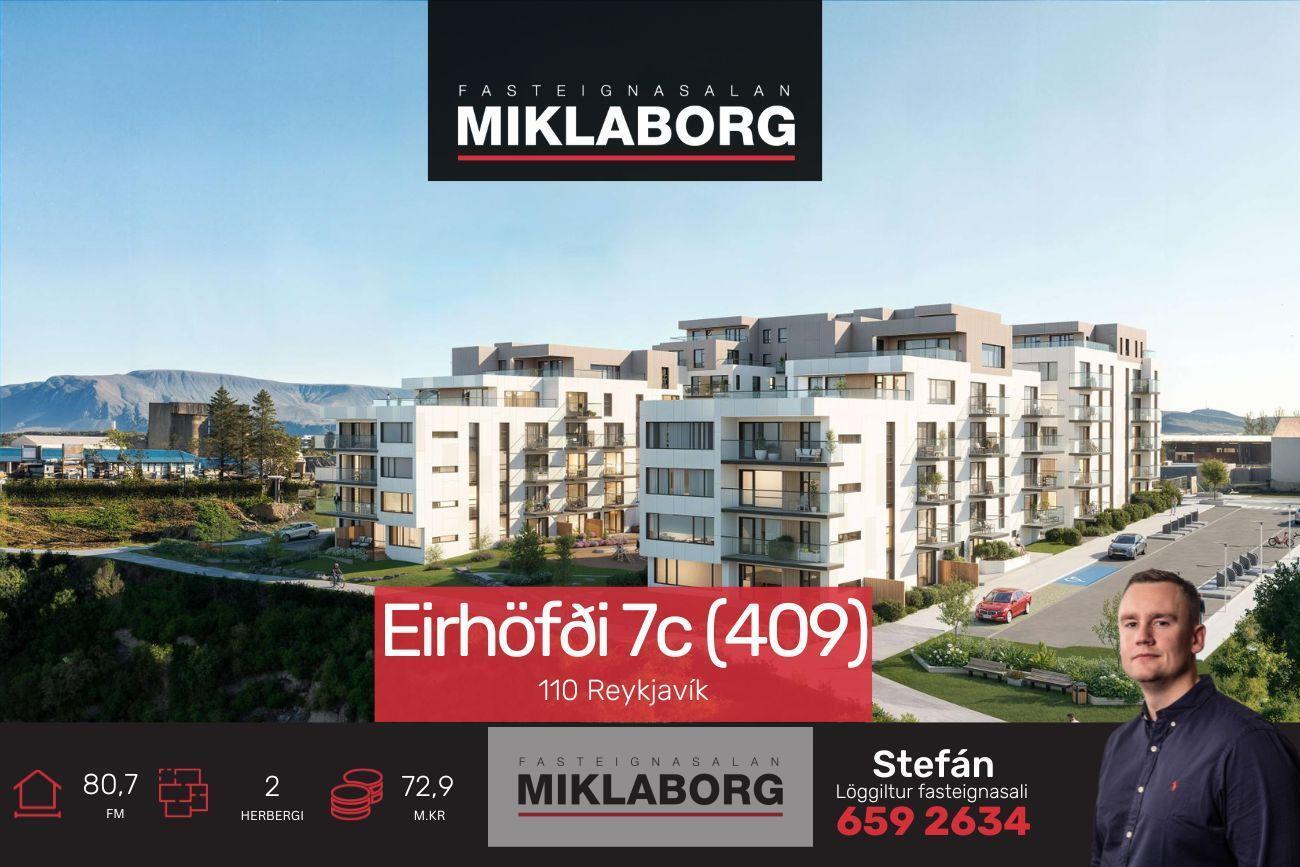 FASTEIGNASALAN
MIKLABORG
Eirhöfði 7c (409)
110 Reykjavík
80,7
FM
2
HERBERGI
72,9
M.KR
FASTEIGNASALAN
MIKLABORG
Stefán
Löggiltur fasteignasali
659 2634